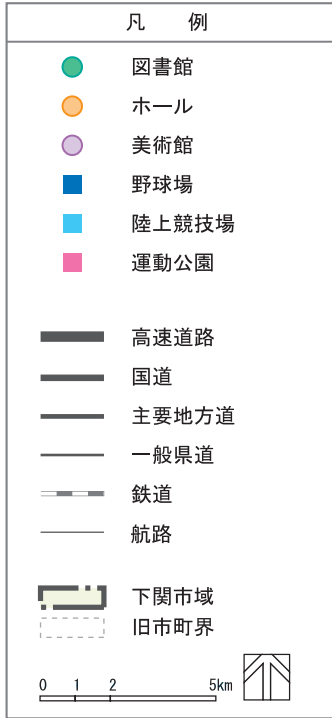 凡 例
図書館
ホール
美術館
野球場
陸上競技場
運動公園
高速道路
国道
主要地方道
一般県道
鉄道
航路
下関市域
旧市町界
0 1 2 5km